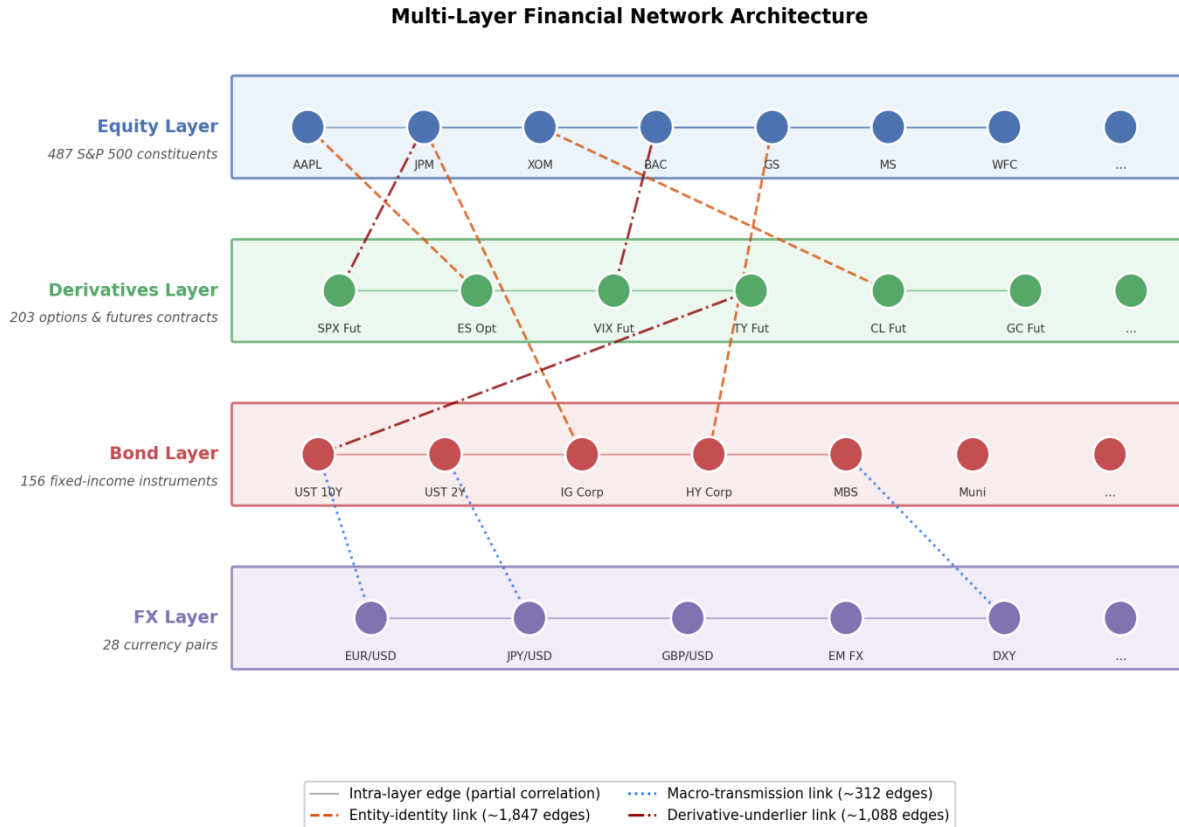 Multi-Layer Financial Network Architecture
Equity Layer
487 S&P 500 constituents
AAPL JPM XOM BAC GS MS WFC ...
Derivatives Layer
203 options & futures contracts
SPX Fut ES Opt VIX Fut TY Fut CL Fut GC Fut ...
Bond Layer
156 fixed-income instruments
UST 10Y UST 2Y IG Corp HY Corp MBS Muni ...
FX Layer
28 currency pairs
EUR/USD JPY/USD GBP/USD EM FX DXY ...
Intra-layer edge (partial correlation) Macro-transmission link (~312 edges)
Entity-identity link (~1,847 edges) Derivative-underlier link (~1,088 edges)